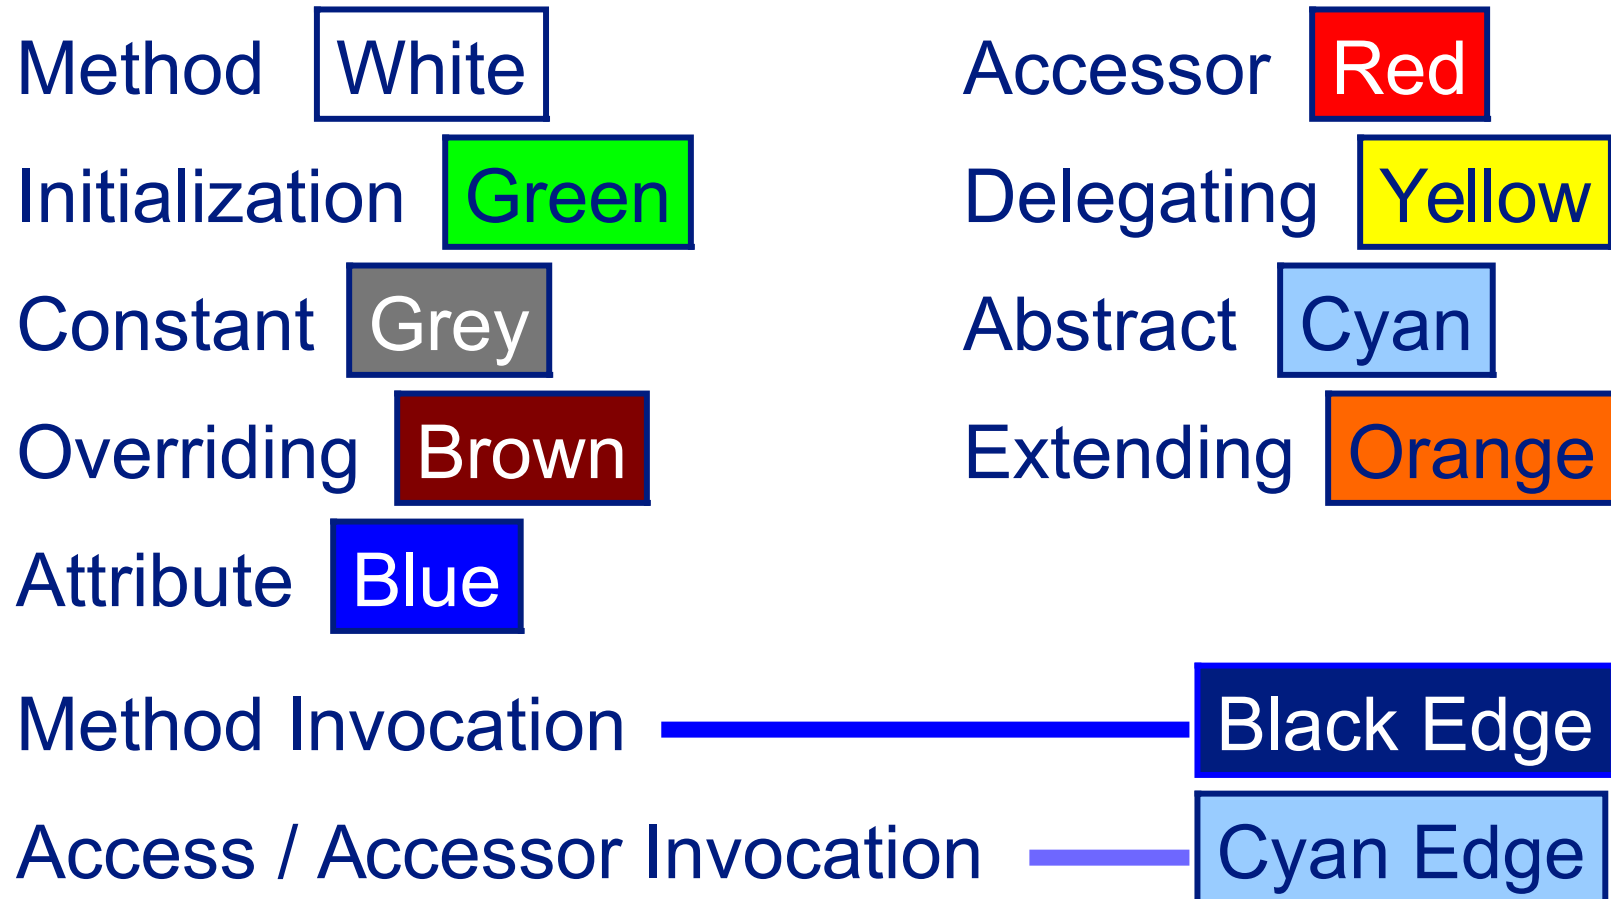 Method White Accessor Red
Initialization Green Delegating Yellow
Constant Grey Abstract Cyan
Overriding Brown Extending Orange
Attribute Blue
Method Invocation Black Edge
Access / Accessor Invocation Cyan Edge